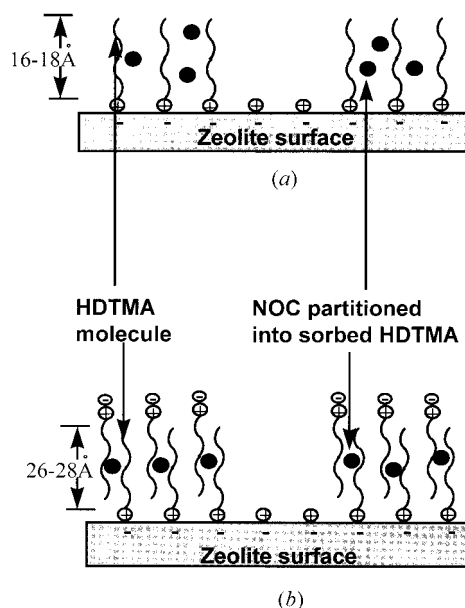 16-18Å
+ + + + + + + +
- - - - - - - -
Zeolite surface
(a)
HDTMA
molecule
NOC partitioned
into sorbed HDTMA
- - - - - -
+ + + + + +
26-28Å
+ + + + + + + +
- - - - - - - -
Zeolite surface
(b)